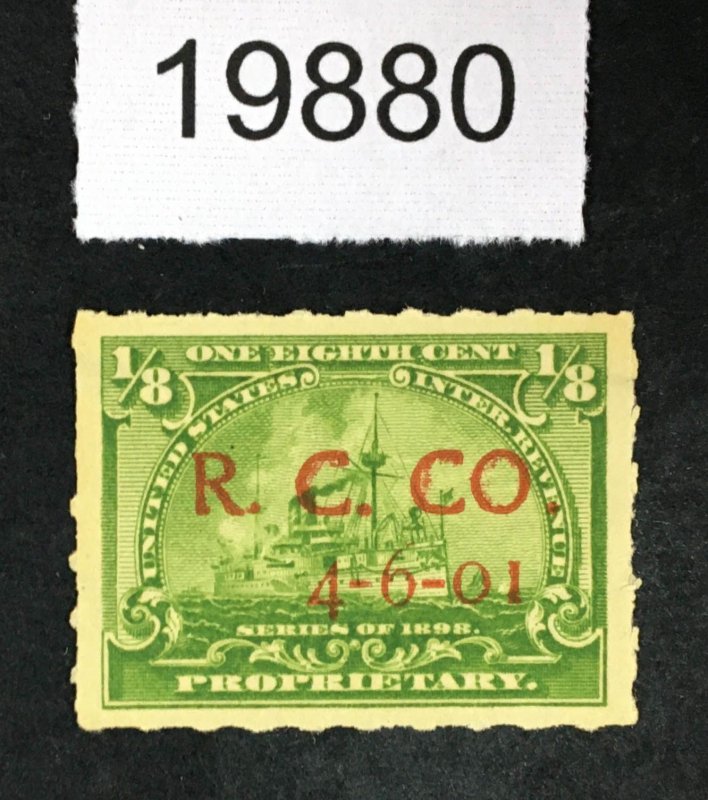 19880
1/8 ONE EIGHTH CENT 1/8
UNITED STATES INTER. REVENUE
R. C. CO.
4-6-01
SERIES OF 1898.
PROPRIETARY.